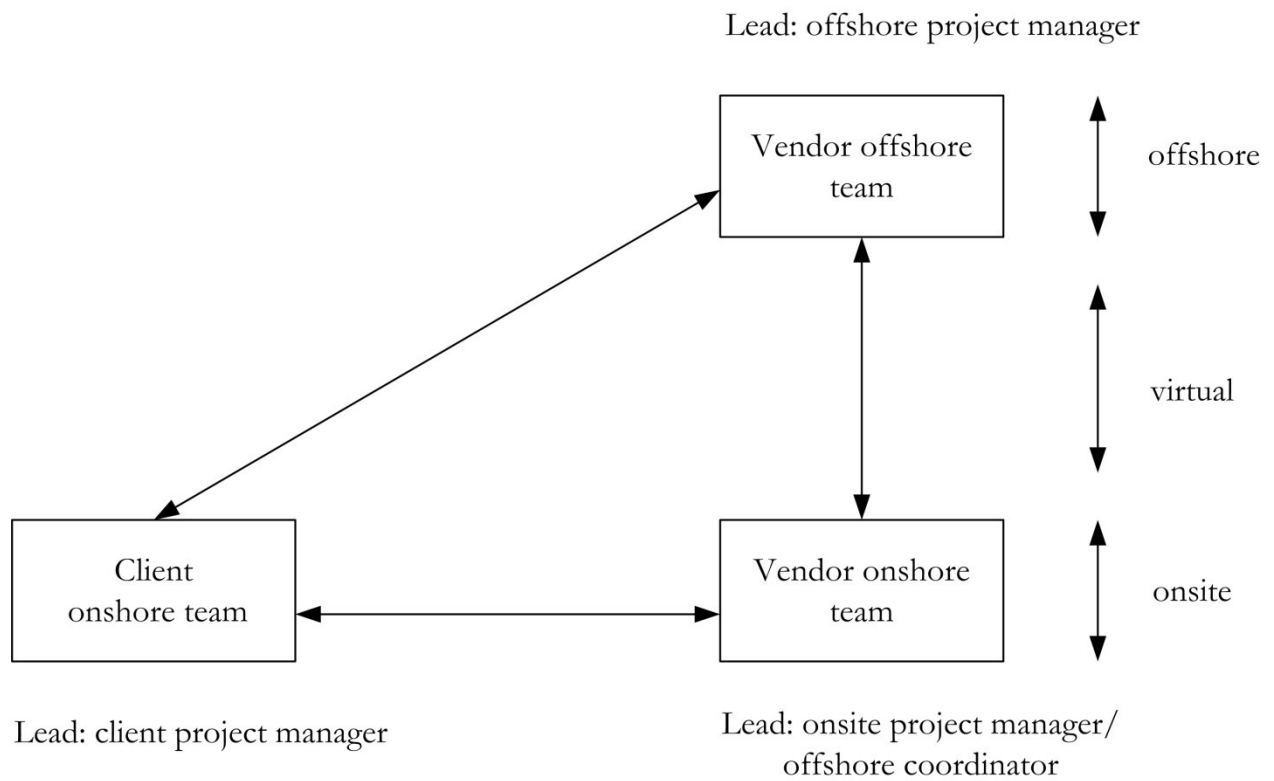 Lead: offshore project manager
Vendor offshore
team
offshore
virtual
Client
onshore team
Vendor onshore
team
onsite
Lead: client project manager
Lead: onsite project manager/
offshore coordinator